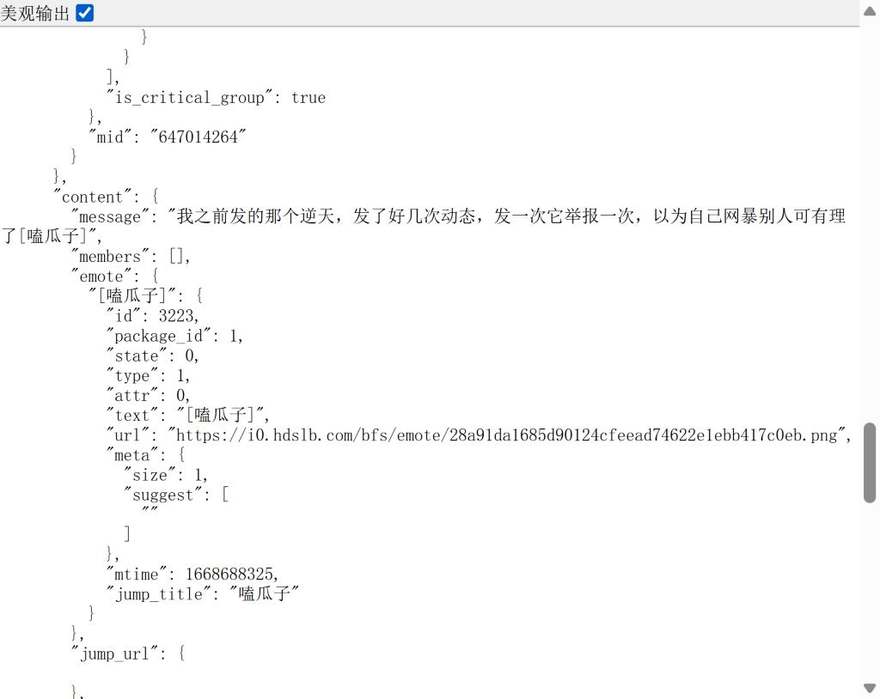 美观输出
}
}
],
"is_critical_group": true
},
"mid": "647014264"
}
},
"content": {
"message": "我之前发的那个逆天，发了好几次动态，发一次它举报一次，以为自己网暴别人可有理
了[嗑瓜子]",
"members": [],
"emote": {
"[嗑瓜子]": {
"id": 3223,
"package_id": 1,
"state": 0,
"type": 1,
"attr": 0,
"text": "[嗑瓜子]",
"url": "https://i0.hdslb.com/bfs/emote/28a91da1685d90124cfeead74622e1ebb417c0eb.png",
"meta": {
"size": 1,
"suggest": [
""
]
},
"mtime": 1668688325,
"jump_title": "嗑瓜子"
}
},
"jump_url": {
},